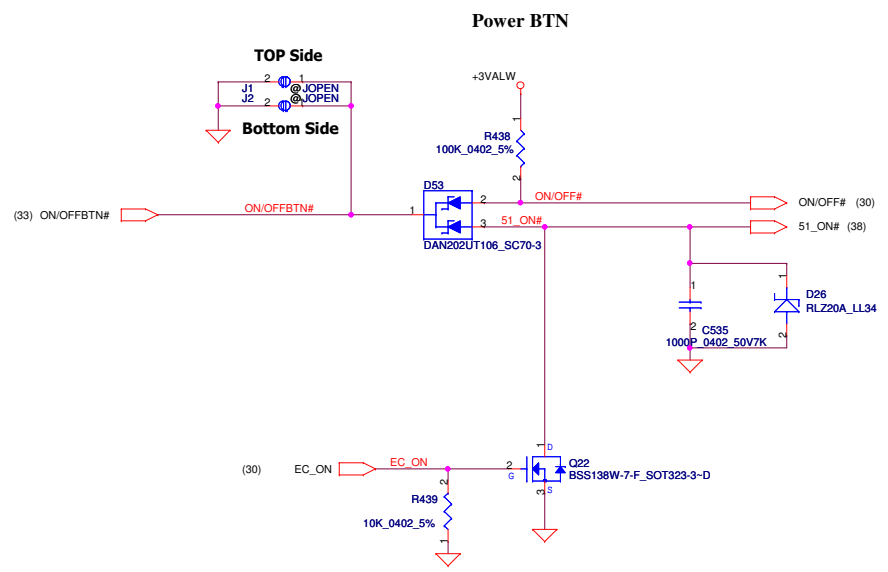 Power BTN
TOP Side
2 1
J1 @JOPEN
J2 @JOPEN
2 1
Bottom Side
+3VALW
1
R438
100K_0402_5%
2
D53
(33) ON/OFFBTN#
ON/OFFBTN#
1
2
ON/OFF#
ON/OFF# (30)
3
51_ON#
51_ON# (38)
DAN202UT106_SC70-3
1
2
C535
1000P_0402_50V7K
1
D26
RLZ20A_LL34
2
(30) EC_ON
EC_ON
2
G
1
D
Q22
BSS138W-7-F_SOT323-3~D
3
S
2
R439
10K_0402_5%
1